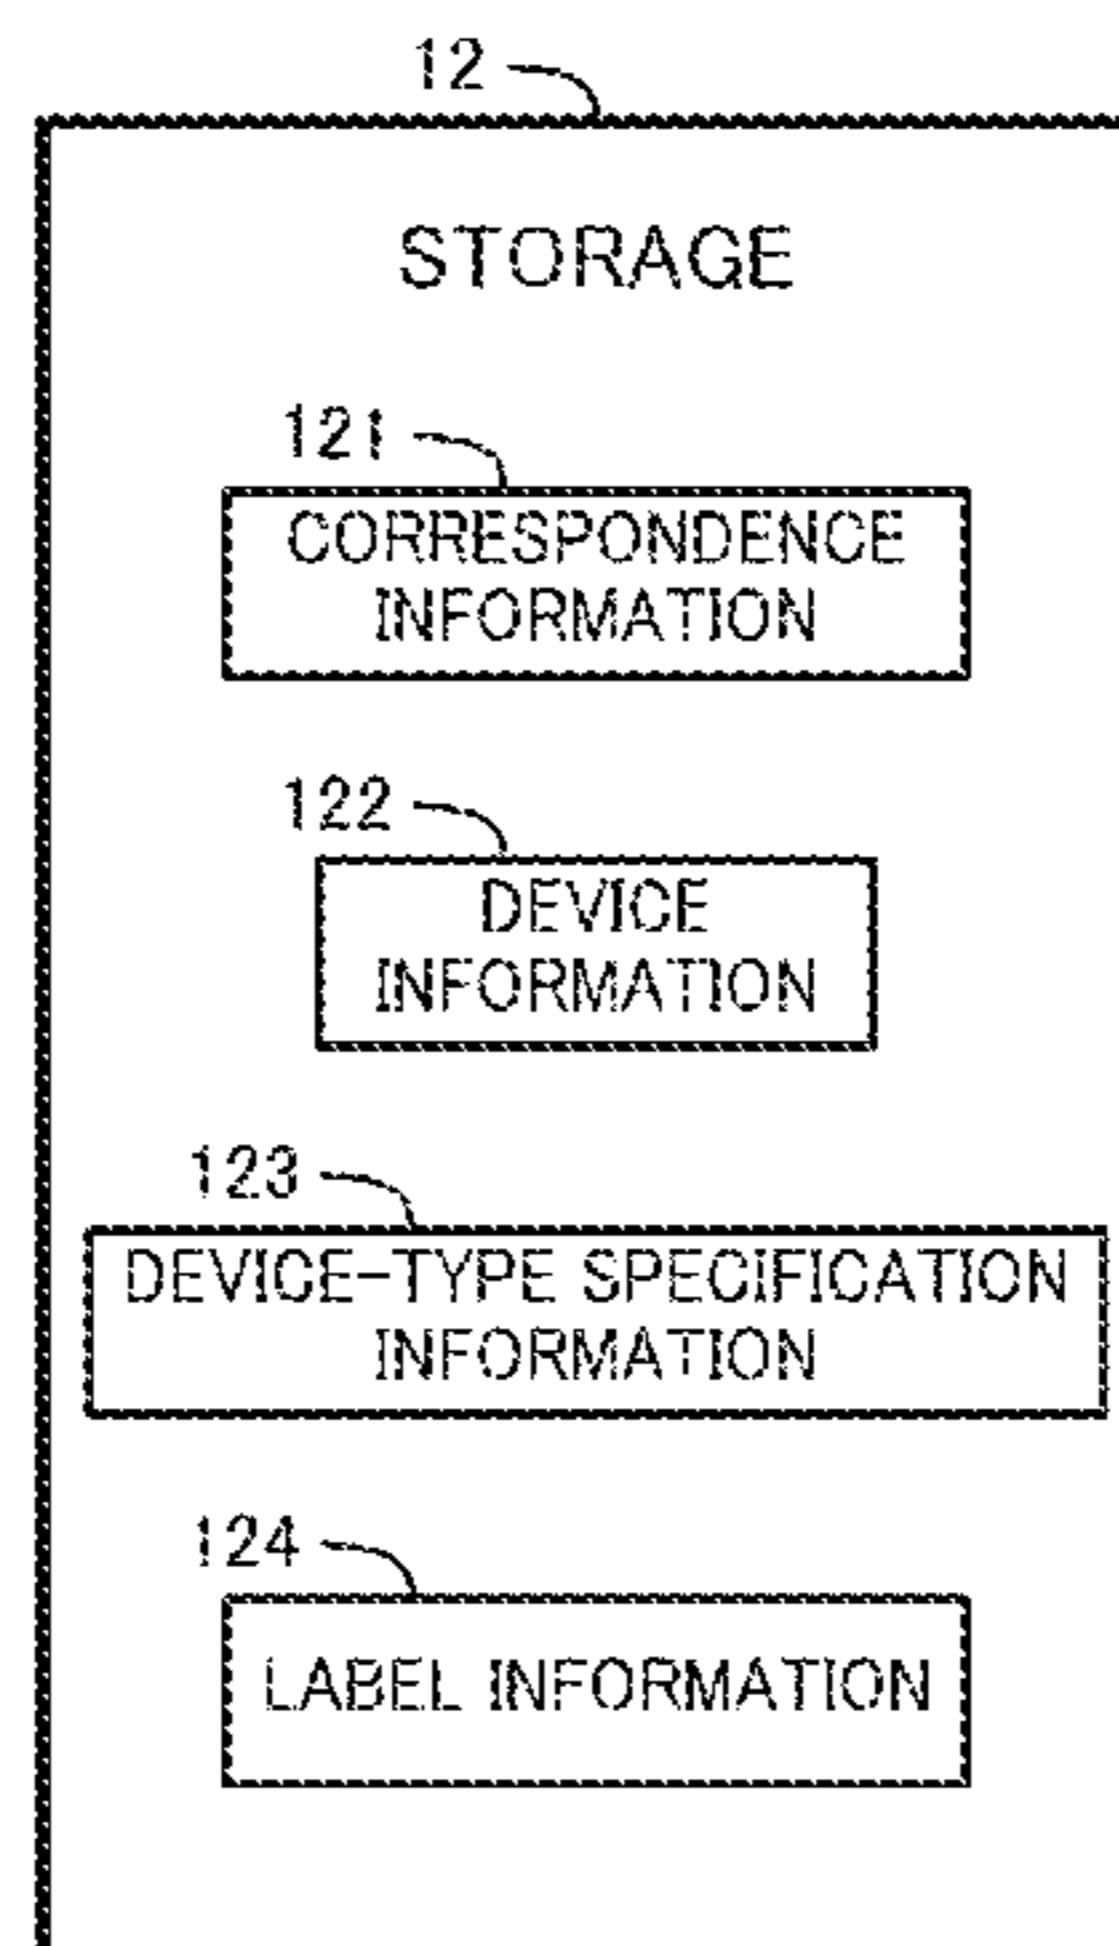 12
STORAGE
121
CORRESPONDENCE
INFORMATION
122
DEVICE
INFORMATION
123
DEVICE-TYPE SPECIFICATION
INFORMATION
124
LABEL INFORMATION